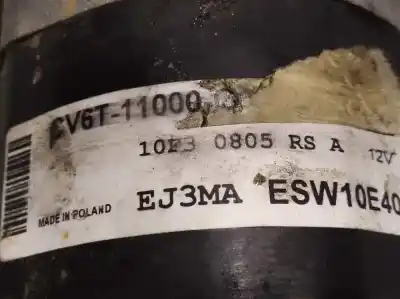 CV6T-11000
10E3 0805 RS A 12V
MADE IN POLAND EJ3MA ESW10E40